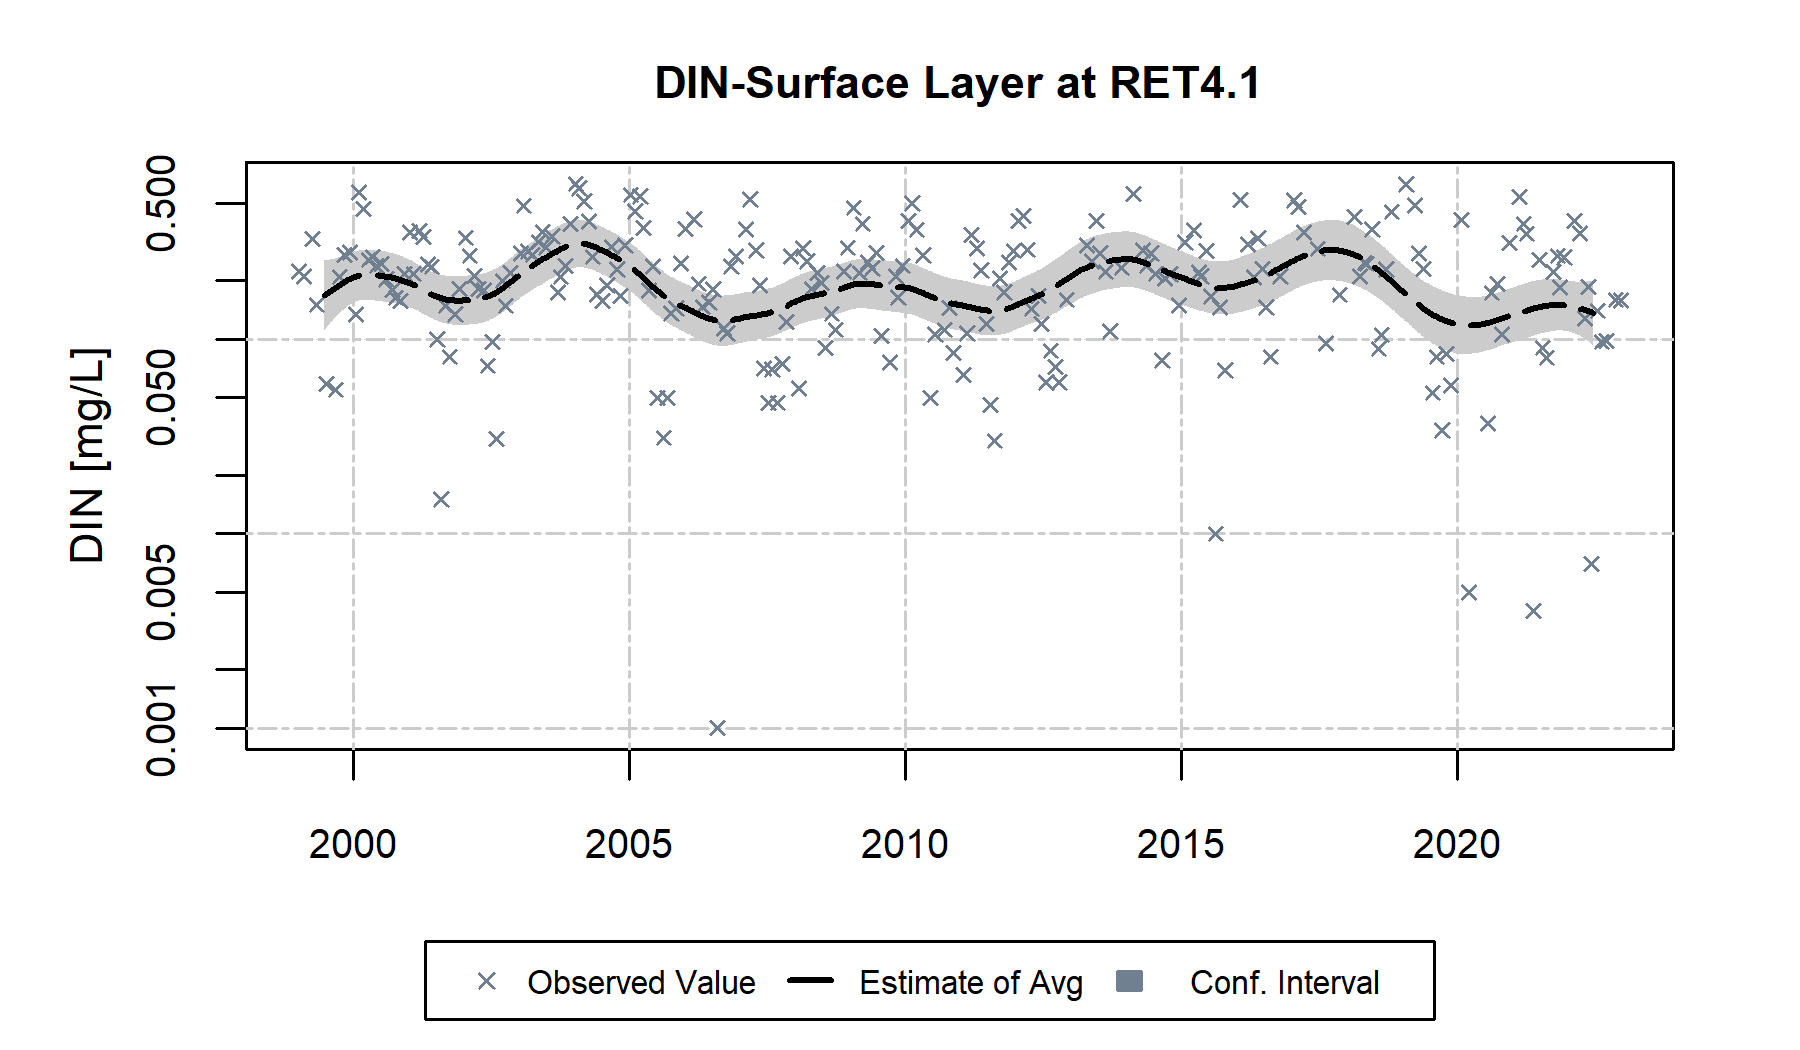 DIN-Surface Layer at RET4.1
DIN [mg/L]
0.500
0.050
0.005
0.001
2000 2005 2010 2015 2020
Observed Value Estimate of Avg Conf. Interval